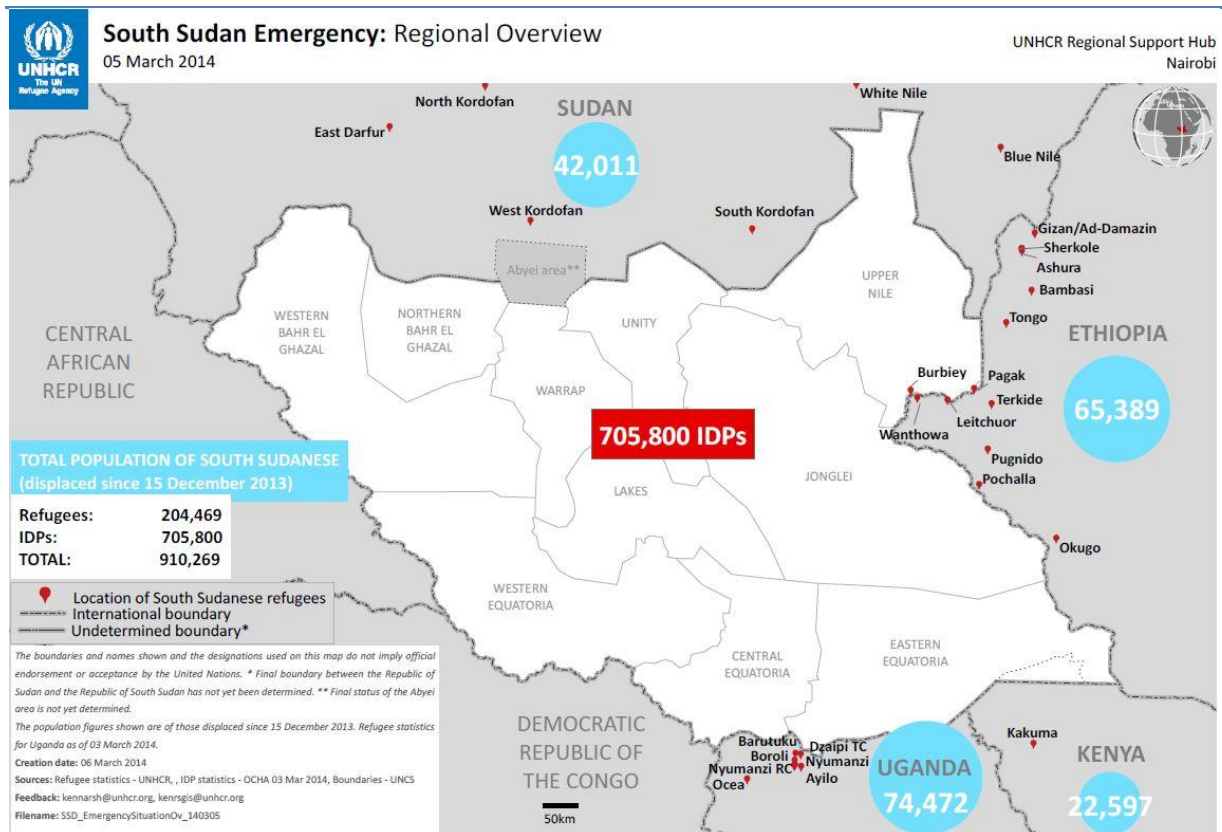 UNHCR
The UN
Refugee Agency
South Sudan Emergency: Regional Overview
05 March 2014
UNHCR Regional Support Hub
Nairobi
North Kordofan
SUDAN
42,011
White Nile
East Darfur
Blue Nile
West Kordofan
South Kordofan
Gizan/Ad-Damazin
Sherkole
Ashura
Abyei area**
UPPER
NILE
Bambasi
WESTERN
BAHR EL
GHAZAL
NORTHERN
BAHR EL
GHAZAL
UNITY
Tongo
CENTRAL
AFRICAN
REPUBLIC
ETHIOPIA
65,389
WARRAP
Burbiey
Pagak
Terkide
Leitchuor
Wanthowa
705,800 IDPs
Pugnido
Pochalla
TOTAL POPULATION OF SOUTH SUDANESE
(displaced since 15 December 2013)
LAKES
JONGLEI
Refugees: 204,469
IDPs: 705,800
TOTAL: 910,269
Okugo
WESTERN
EQUATORIA
Location of South Sudanese refugees
International boundary
Undetermined boundary*
CENTRAL
EQUATORIA
EASTERN
EQUATORIA
The boundaries and names shown and the designations used on this map do not imply official
endorsement or acceptance by the United Nations. * Final boundary between the Republic of
Sudan and the Republic of South Sudan has not yet been determined. ** Final status of the Abyei
area is not yet determined.
The population figures shown are of those displaced since 15 December 2013. Refugee statistics
for Uganda as of 03 March 2014.
Creation date: 06 March 2014
Sources: Refugee statistics - UNHCR, , IDP statistics - OCHA 03 Mar 2014, Boundaries - UNCS
Feedback: kennarsh@unhcr.org, kenrsgis@unhcr.org
Filename: SSD_EmergencySituationOv_140305
DEMOCRATIC
REPUBLIC OF
THE CONGO
50km
Barutuku
Boroli
Nyumanzi RC
Ocea
Dzaipi TC
Nyumanzi
Ayilo
UGANDA
74,472
Kakuma
KENYA
22,597